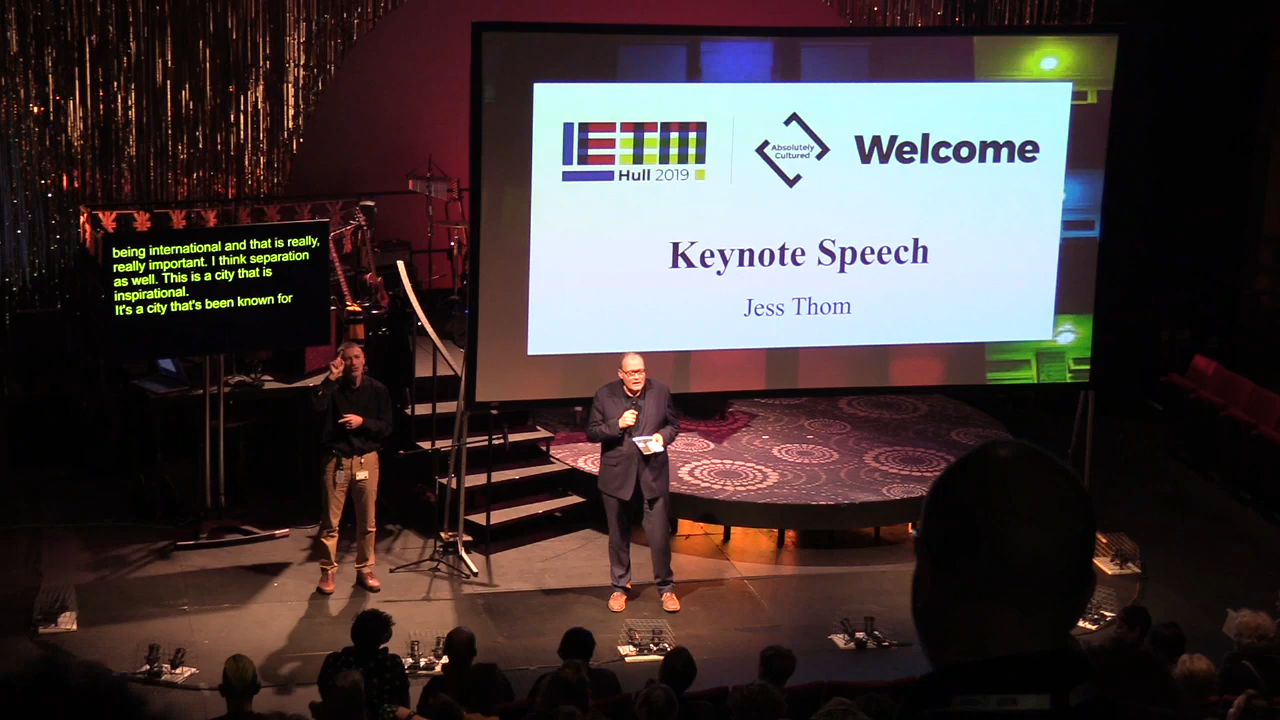 being international and that is really,
really important. I think separation
as well. This is a city that is
inspirational.
It's a city that's been known for
IETM
Hull 2019
Absolutely
Cultured
Welcome
Keynote Speech
Jess Thom